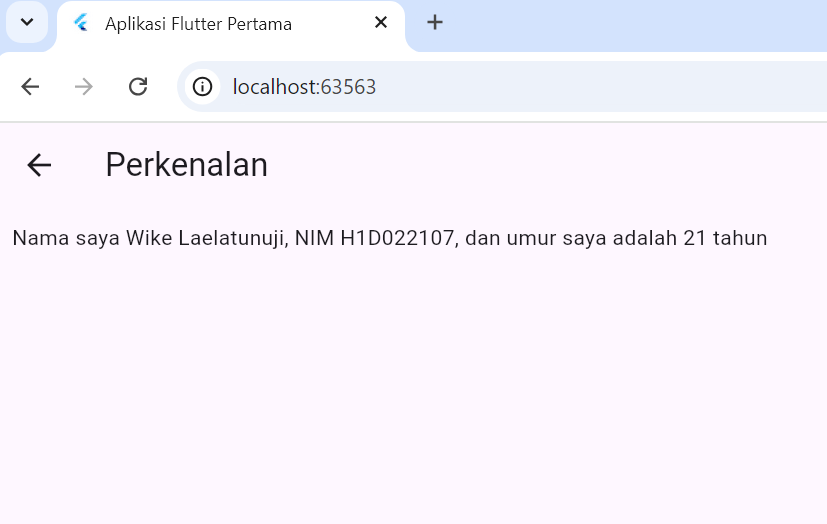 Aplikasi Flutter Pertama
localhost:63563
Perkenalan
Nama saya Wike Laelatunuji, NIM H1D022107, dan umur saya adalah 21 tahun